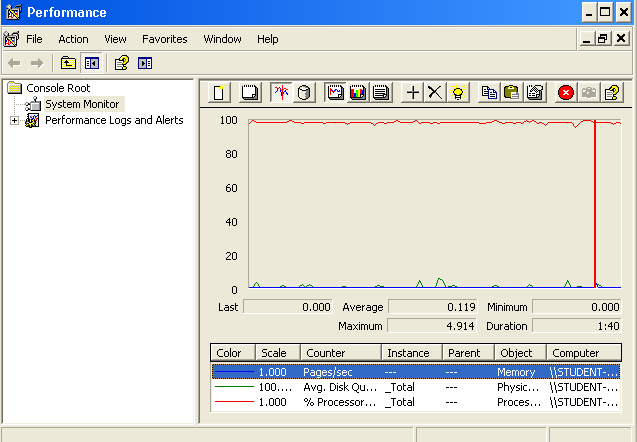 Performance
File Action View Favorites Window Help
Console Root
System Monitor
Performance Logs and Alerts
100
80
60
40
20
0
Last 0.000 Average 0.119 Minimum 0.000
Maximum 4.914 Duration 1:40
Color Scale Counter Instance Parent Object Computer
1.000 Pages/sec --- --- Memory \\STUDENT-...
100.... Avg. Disk Qu... _Total --- Physic... \\STUDENT-...
1.000 % Processor... _Total --- Proces... \\STUDENT-...